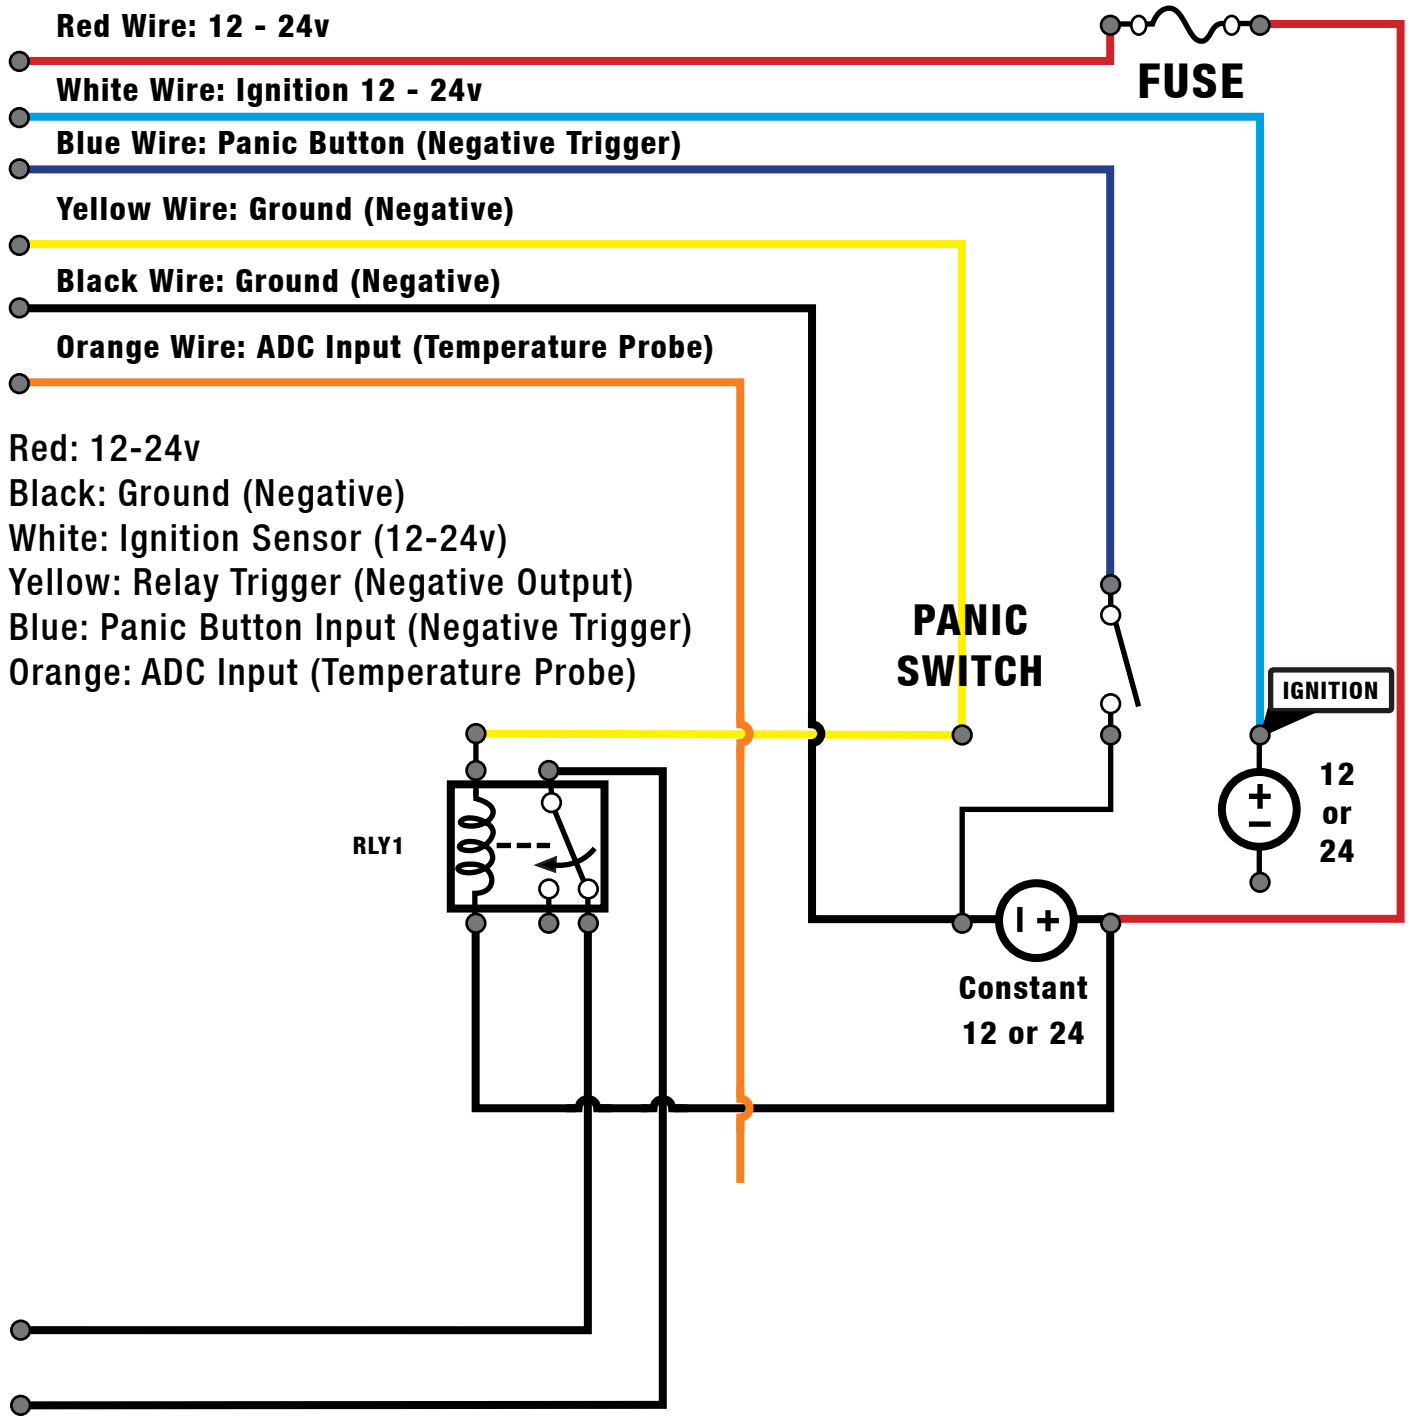 Red Wire: 12 - 24v
FUSE
White Wire: Ignition 12 - 24v
Blue Wire: Panic Button (Negative Trigger)
Yellow Wire: Ground (Negative)
Black Wire: Ground (Negative)
Orange Wire: ADC Input (Temperature Probe)
Red: 12-24v
Black: Ground (Negative)
White: Ignition Sensor (12-24v)
Yellow: Relay Trigger (Negative Output)
Blue: Panic Button Input (Negative Trigger)
Orange: ADC Input (Temperature Probe)
PANIC
SWITCH
IGNITION
12
or
24
RLY1
Constant
12 or 24